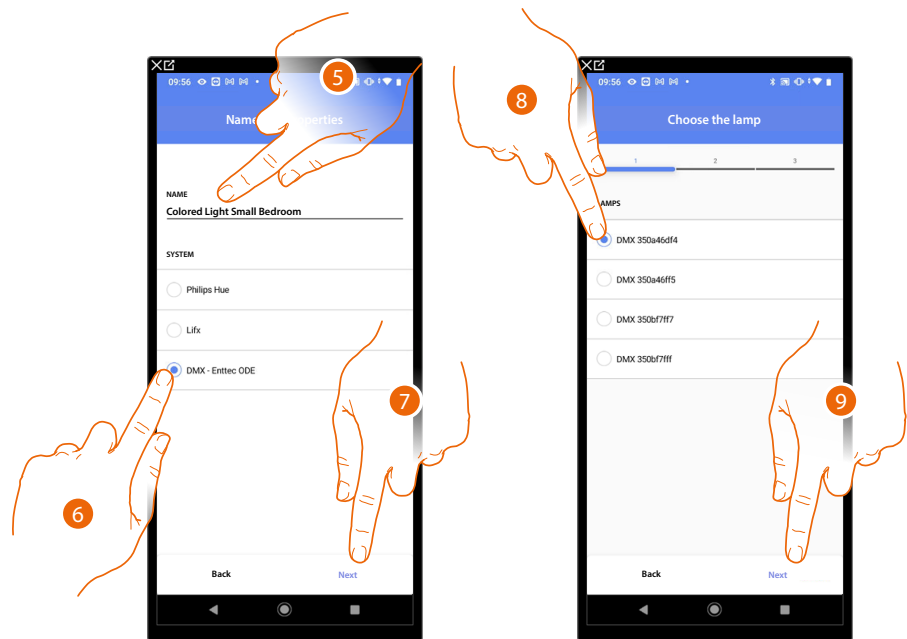 5
09:56
Name
NAME
Colored Light Small Bedroom
SYSTEM
Philips Hue
Lifx
DMX - Enttec ODE
7
6
Back
Next
8
09:56
Choose the lamp
1 2 3
DMX 350a46df4
DMX 350a46ff5
DMX 350bf7ff7
DMX 350bf7fff
9
Back
Next